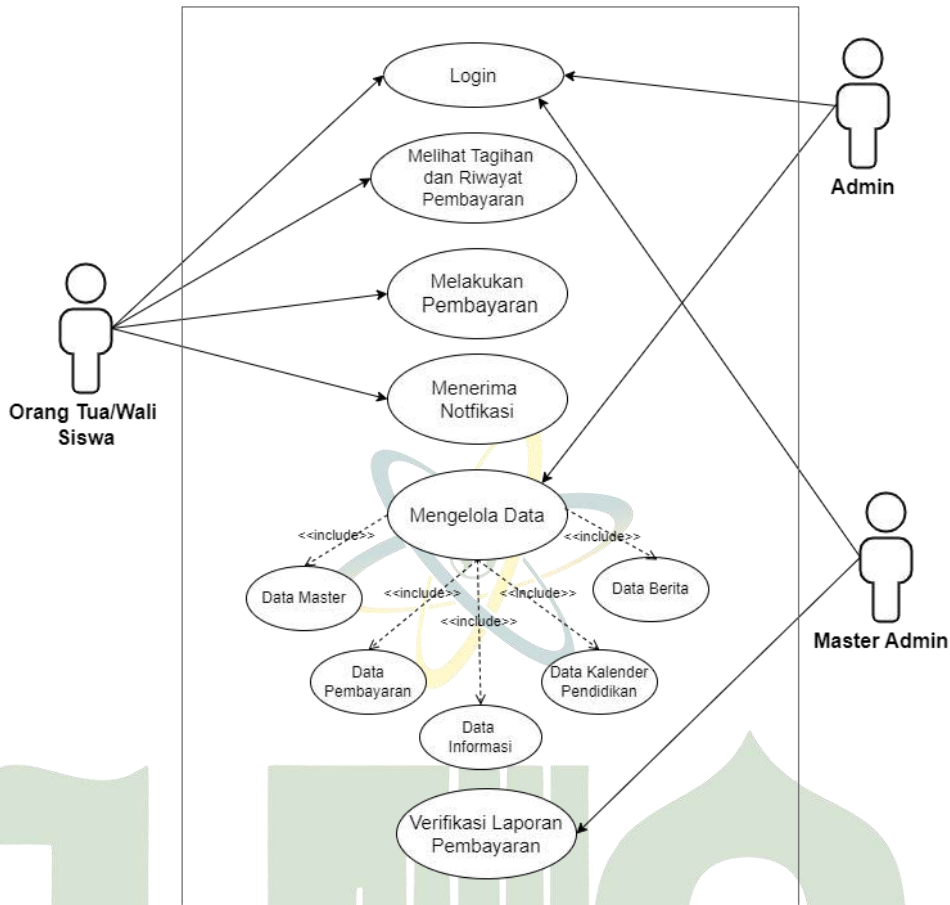 Login
Admin
Melihat Tagihan
dan Riwayat
Pembayaran
Melakukan
Pembayaran
Orang Tua/Wali
Siswa
Menerima
Notfikasi
Mengelola Data
<<include>>
<<include>>
Data Master
<<include>>
<<include>>
Data Berita
<<include>>
Master Admin
Data
Pembayaran
Data Kalender
Pendidikan
Data
Informasi
Verifikasi Laporan
Pembayaran